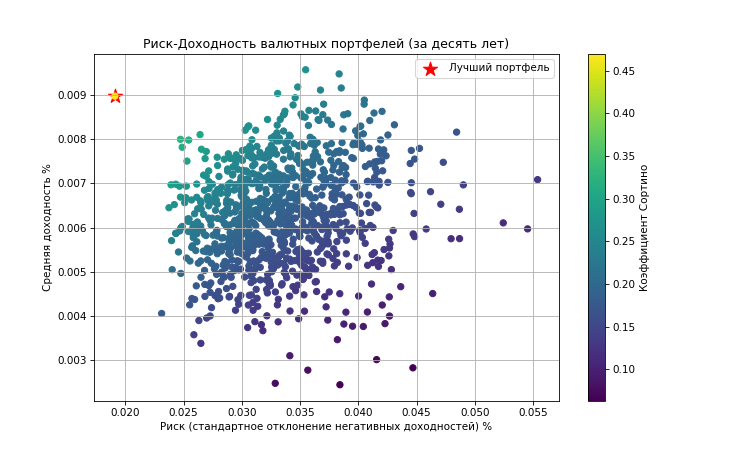 Риск-Доходность валютных портфелей (за десять лет)
Лучший портфель
0.009
0.008
0.007
0.006
0.005
0.004
0.003
Средняя доходность %
0.020 0.025 0.030 0.035 0.040 0.045 0.050 0.055
Риск (стандартное отклонение негативных доходностей) %
0.45
0.40
0.35
0.30
0.25
0.20
0.15
0.10
Коэффициент Сортино